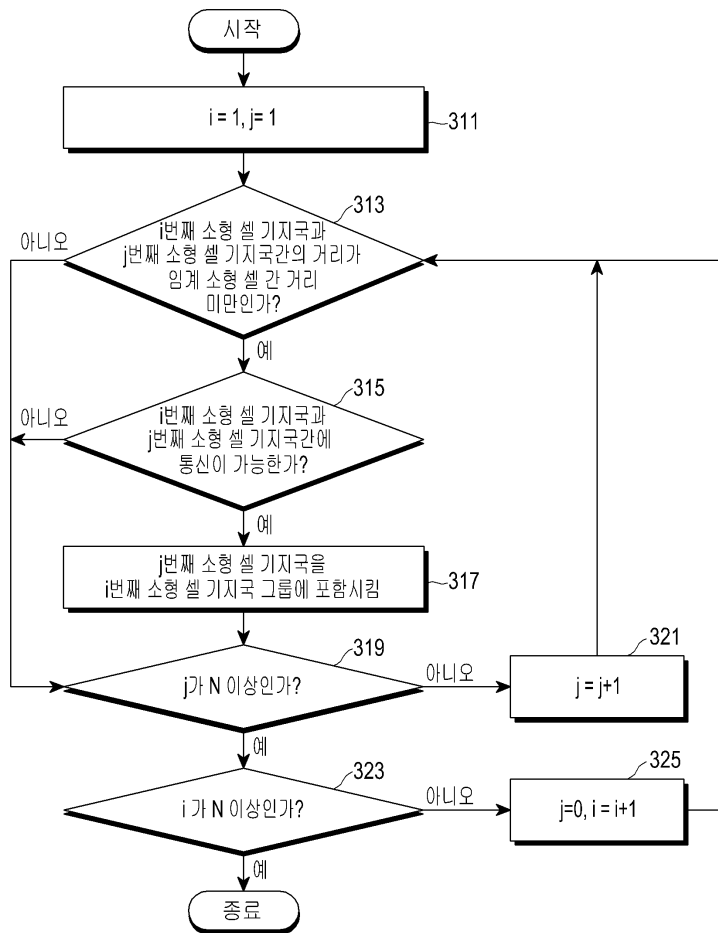 시작
i = 1, j= 1
311
313
i번째 소형 셀 기지국과
j번째 소형 셀 기지국간의 거리가
임계 소형 셀 간 거리
미만인가?
아니오
예
315
i번째 소형 셀 기지국과
j번째 소형 셀 기지국간에
통신이 가능한가?
아니오
예
j번째 소형 셀 기지국을
i번째 소형 셀 기지국 그룹에 포함시킴
317
319
j가 N 이상인가?
아니오
321
j = j+1
예
323
i 가 N 이상인가?
아니오
325
j=0, i = i+1
예
종료